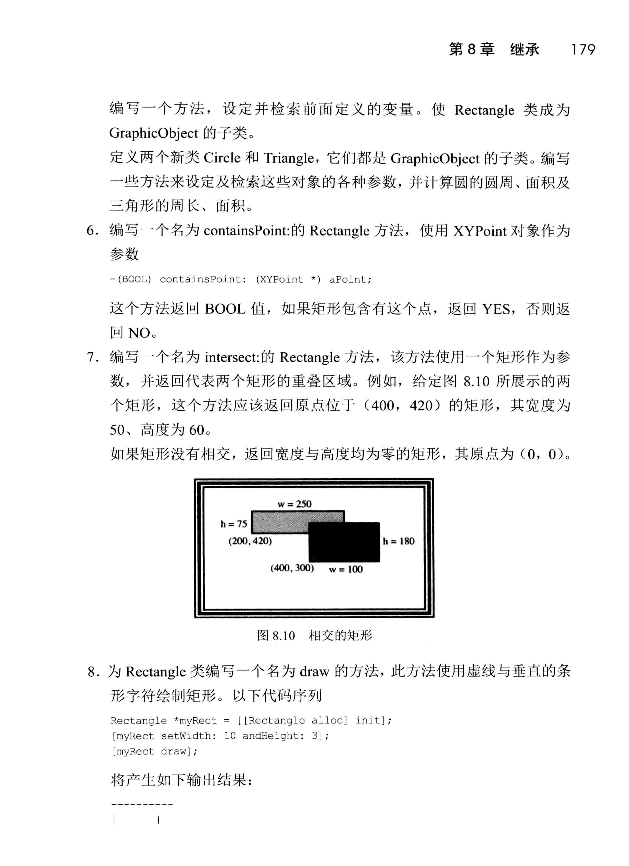 第 8 章 继承 179
编写一个方法，设定并检索前面定义的变量。使 Rectangle 类成为
GraphicObject 的子类。
定义两个新类 Circle 和 Triangle，它们都是 GraphicObject 的子类。编写
一些方法来设定及检索这些对象的各种参数，并计算圆的圆周、面积及
三角形的周长、面积。
6. 编写一个名为 containsPoint:的 Rectangle 方法，使用 XYPoint 对象作为
参数
-(BOOL) containsPoint: (XYPoint *) aPoint;
这个方法返回 BOOL 值，如果矩形包含有这个点，返回 YES，否则返
回 NO。
7. 编写一个名为 intersect:的 Rectangle 方法，该方法使用一个矩形作为参
数，并返回代表两个矩形的重叠区域。例如，给定图 8.10 所展示的两
个矩形，这个方法应该返回原点位于（400，420）的矩形，其宽度为
50、高度为 60。
如果矩形没有相交，返回宽度与高度均为零的矩形，其原点为（0，0）。
w = 250
h = 75
(200, 420)
h = 180
(400, 300) w = 100
图 8.10 相交的矩形
8. 为 Rectangle 类编写一个名为 draw 的方法，此方法使用虚线与垂直的条
形字符绘制矩形。以下代码序列
Rectangle *myRect = [[Rectangle alloc] init];
[myRect setWidth: 10 andHeight: 3];
[myRect draw];
将产生如下输出结果：
----------
| |